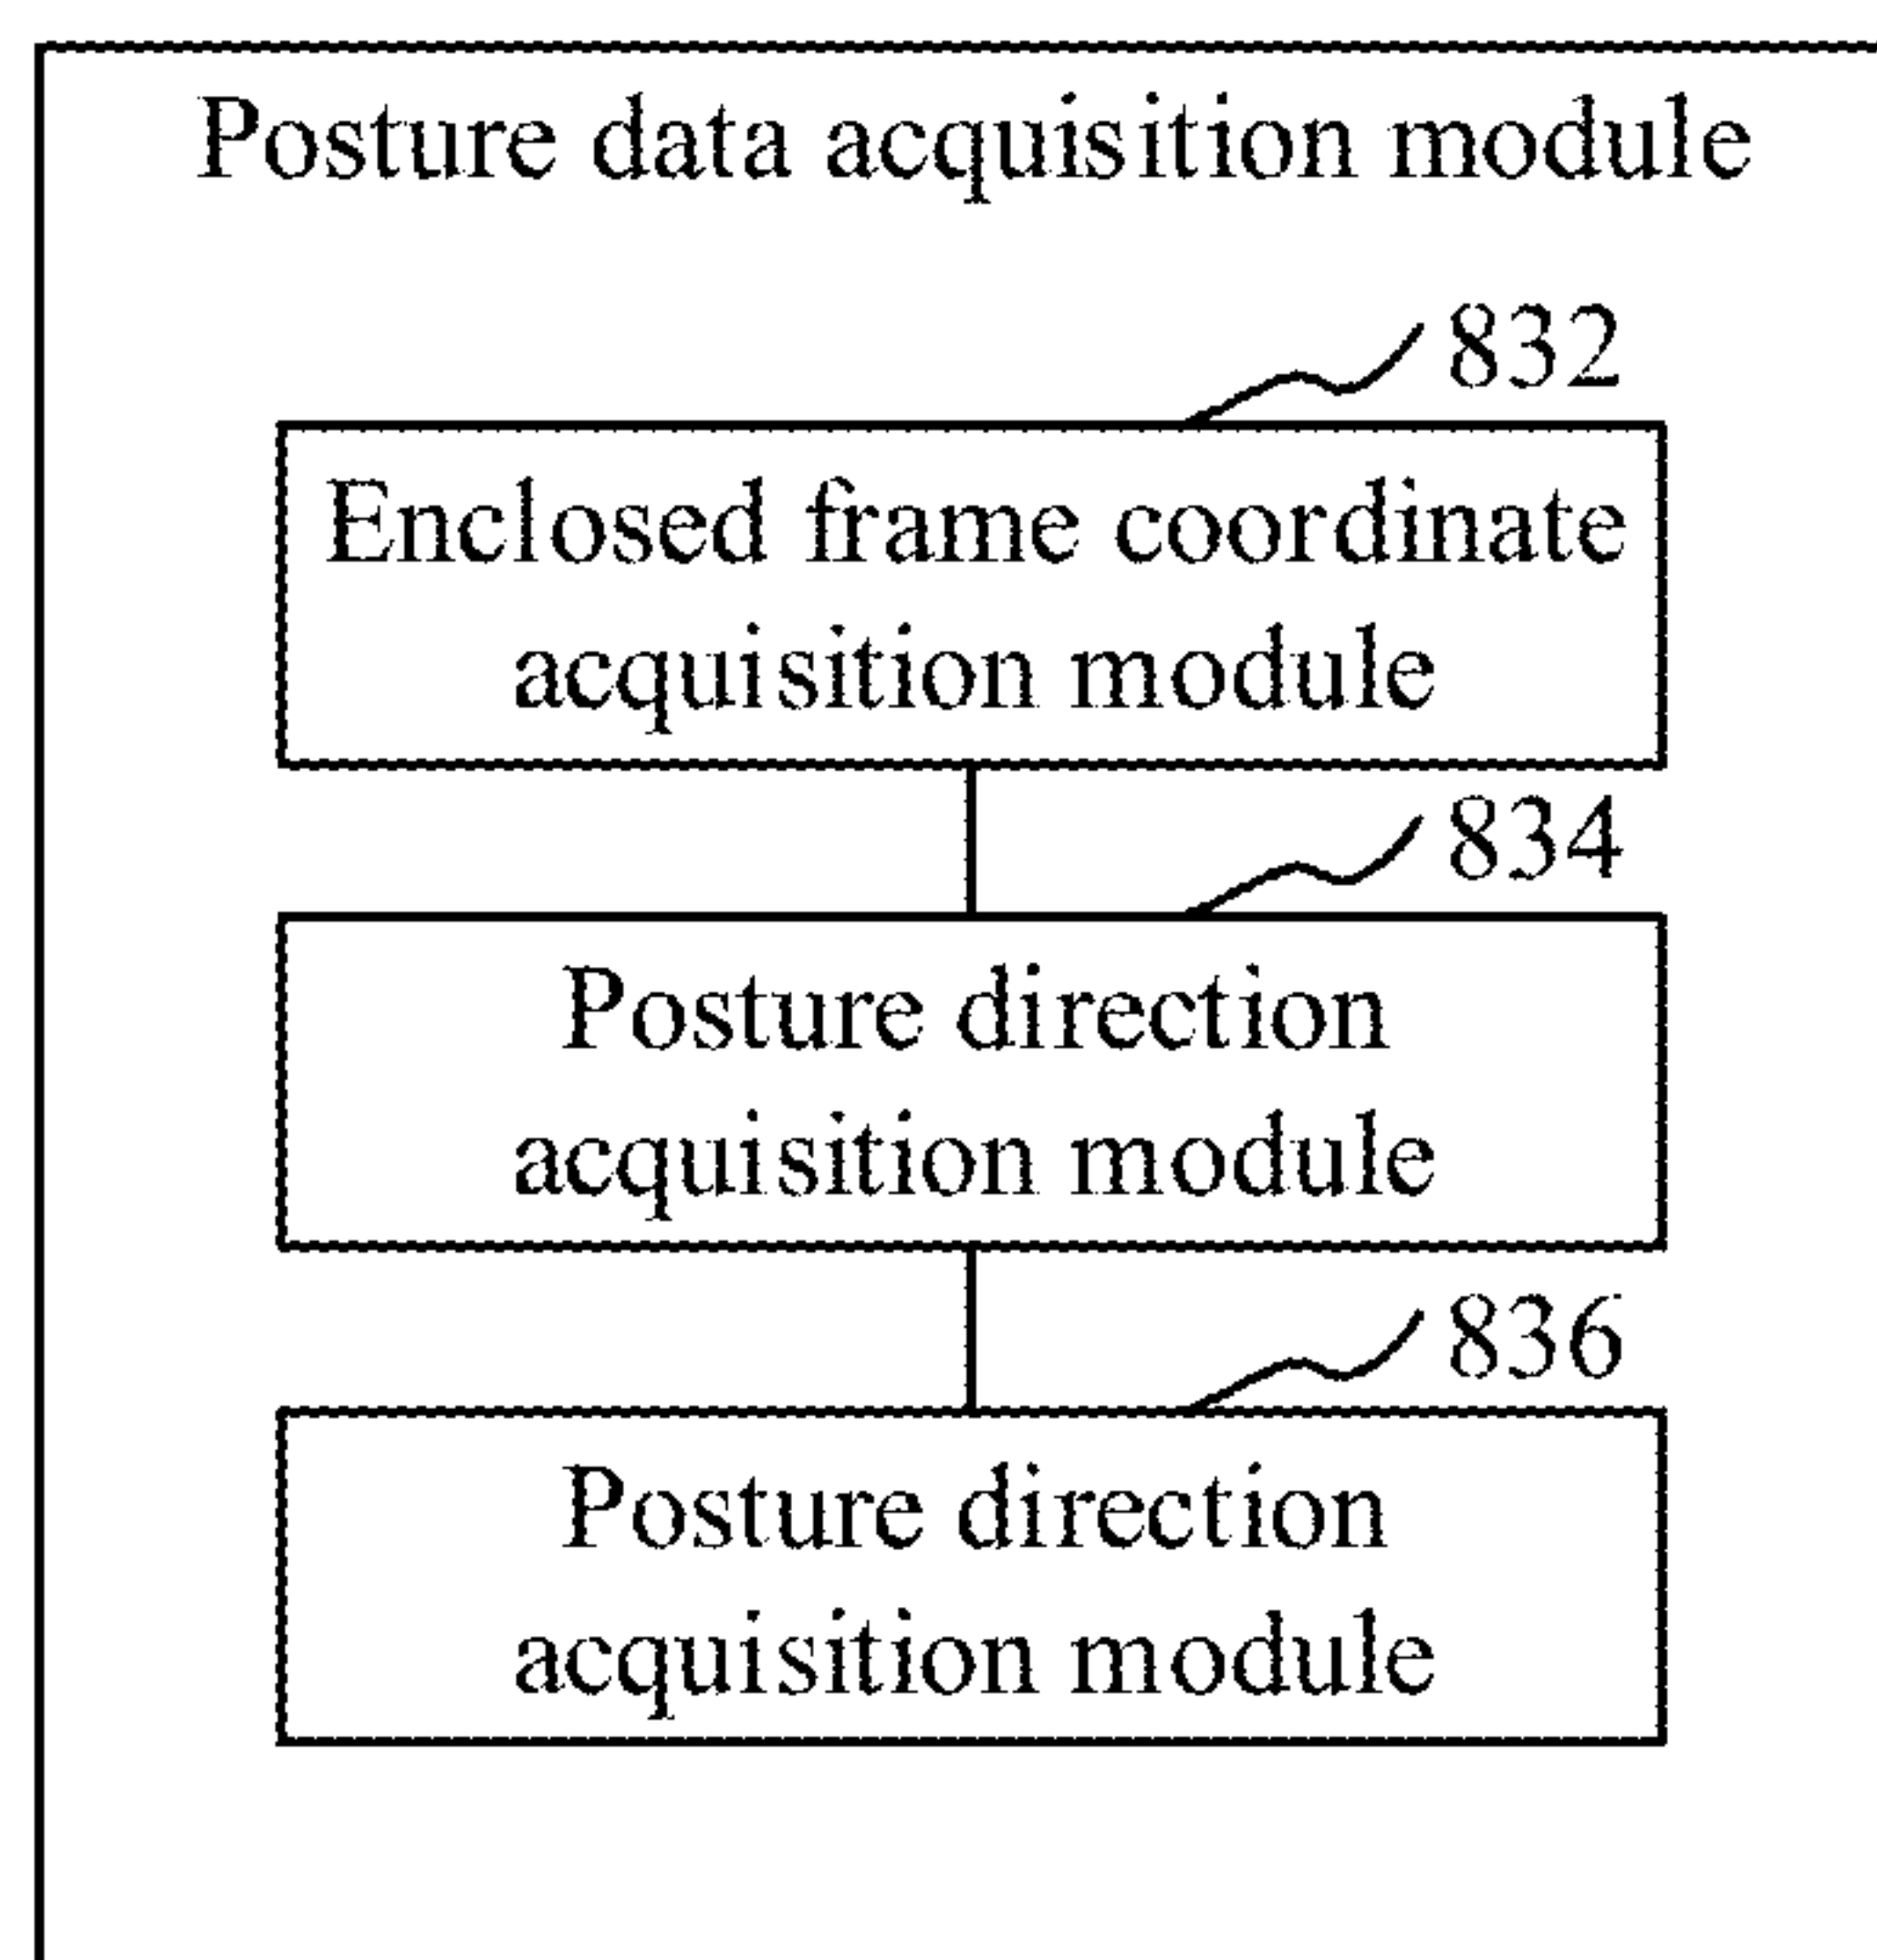 Posture data acquisition module
832
Enclosed frame coordinate
acquisition module
834
Posture direction
acquisition module
836
Posture direction
acquisition module